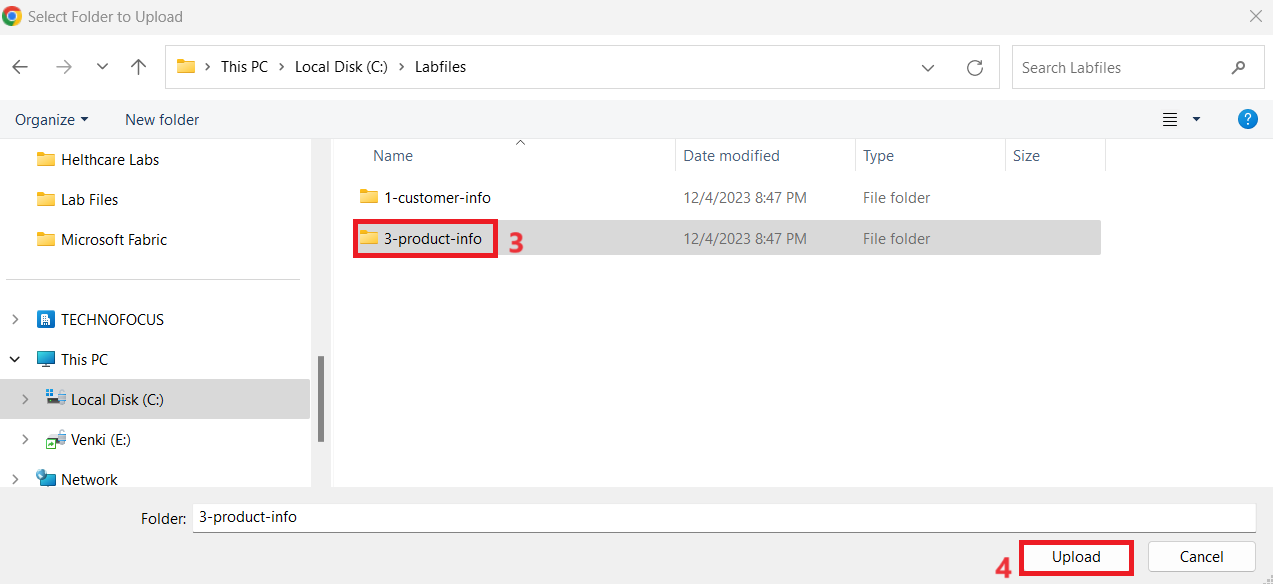 Select Folder to Upload
This PC > Local Disk (C:) > Labfiles
Search Labfiles
Organize
New folder
?
Helthcare Labs
Lab Files
Microsoft Fabric
TECHNOFOCUS
This PC
Local Disk (C:)
Venki (E:)
Network
Name Date modified Type Size
1-customer-info 12/4/2023 8:47 PM File folder
3-product-info 3 12/4/2023 8:47 PM File folder
Folder: 3-product-info
4 Upload Cancel